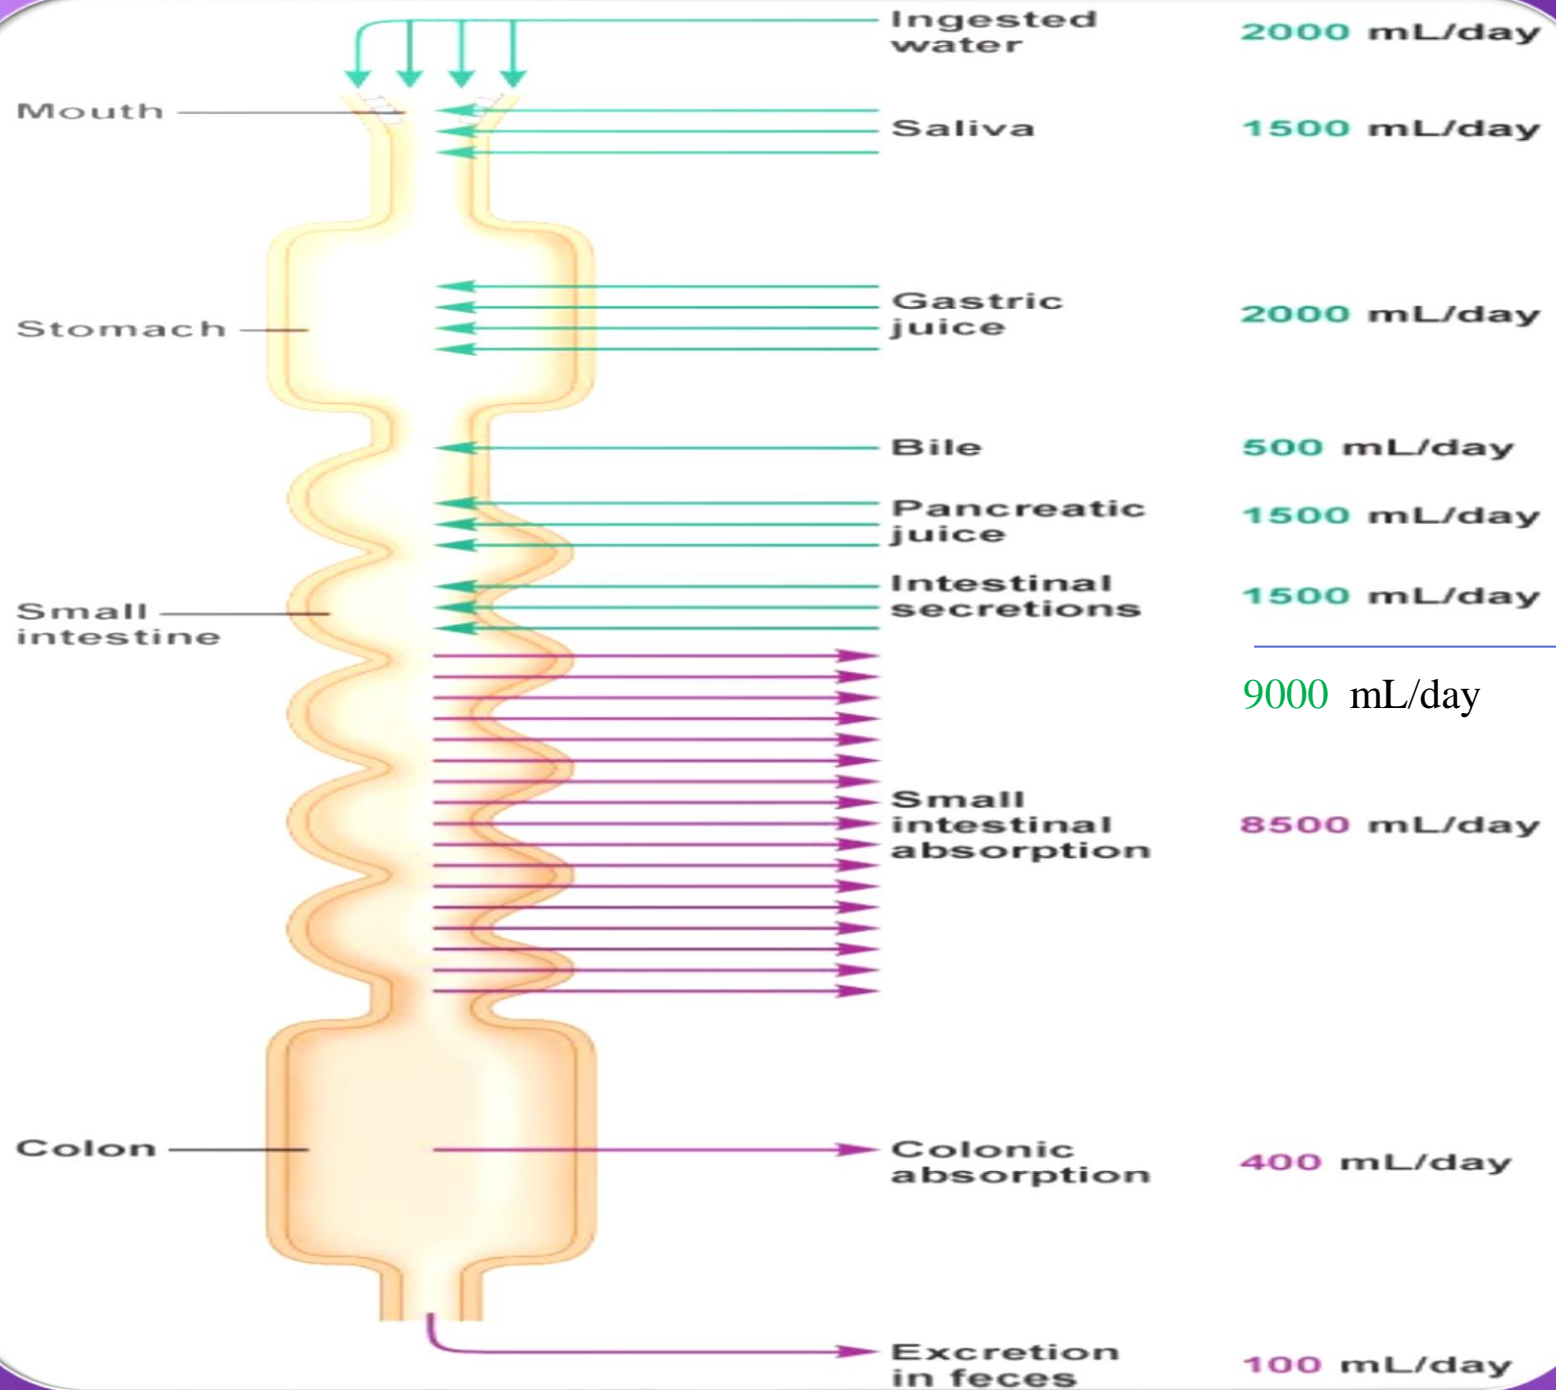 Ingested
water
2000 mL/day
Mouth
Saliva
1500 mL/day
Stomach
Gastric
juice
2000 mL/day
Bile
500 mL/day
Pancreatic
juice
1500 mL/day
Small
intestine
Intestinal
secretions
1500 mL/day
9000 mL/day
Small
intestinal
absorption
8500 mL/day
Colon
Colonic
absorption
400 mL/day
Excretion
in feces
100 mL/day